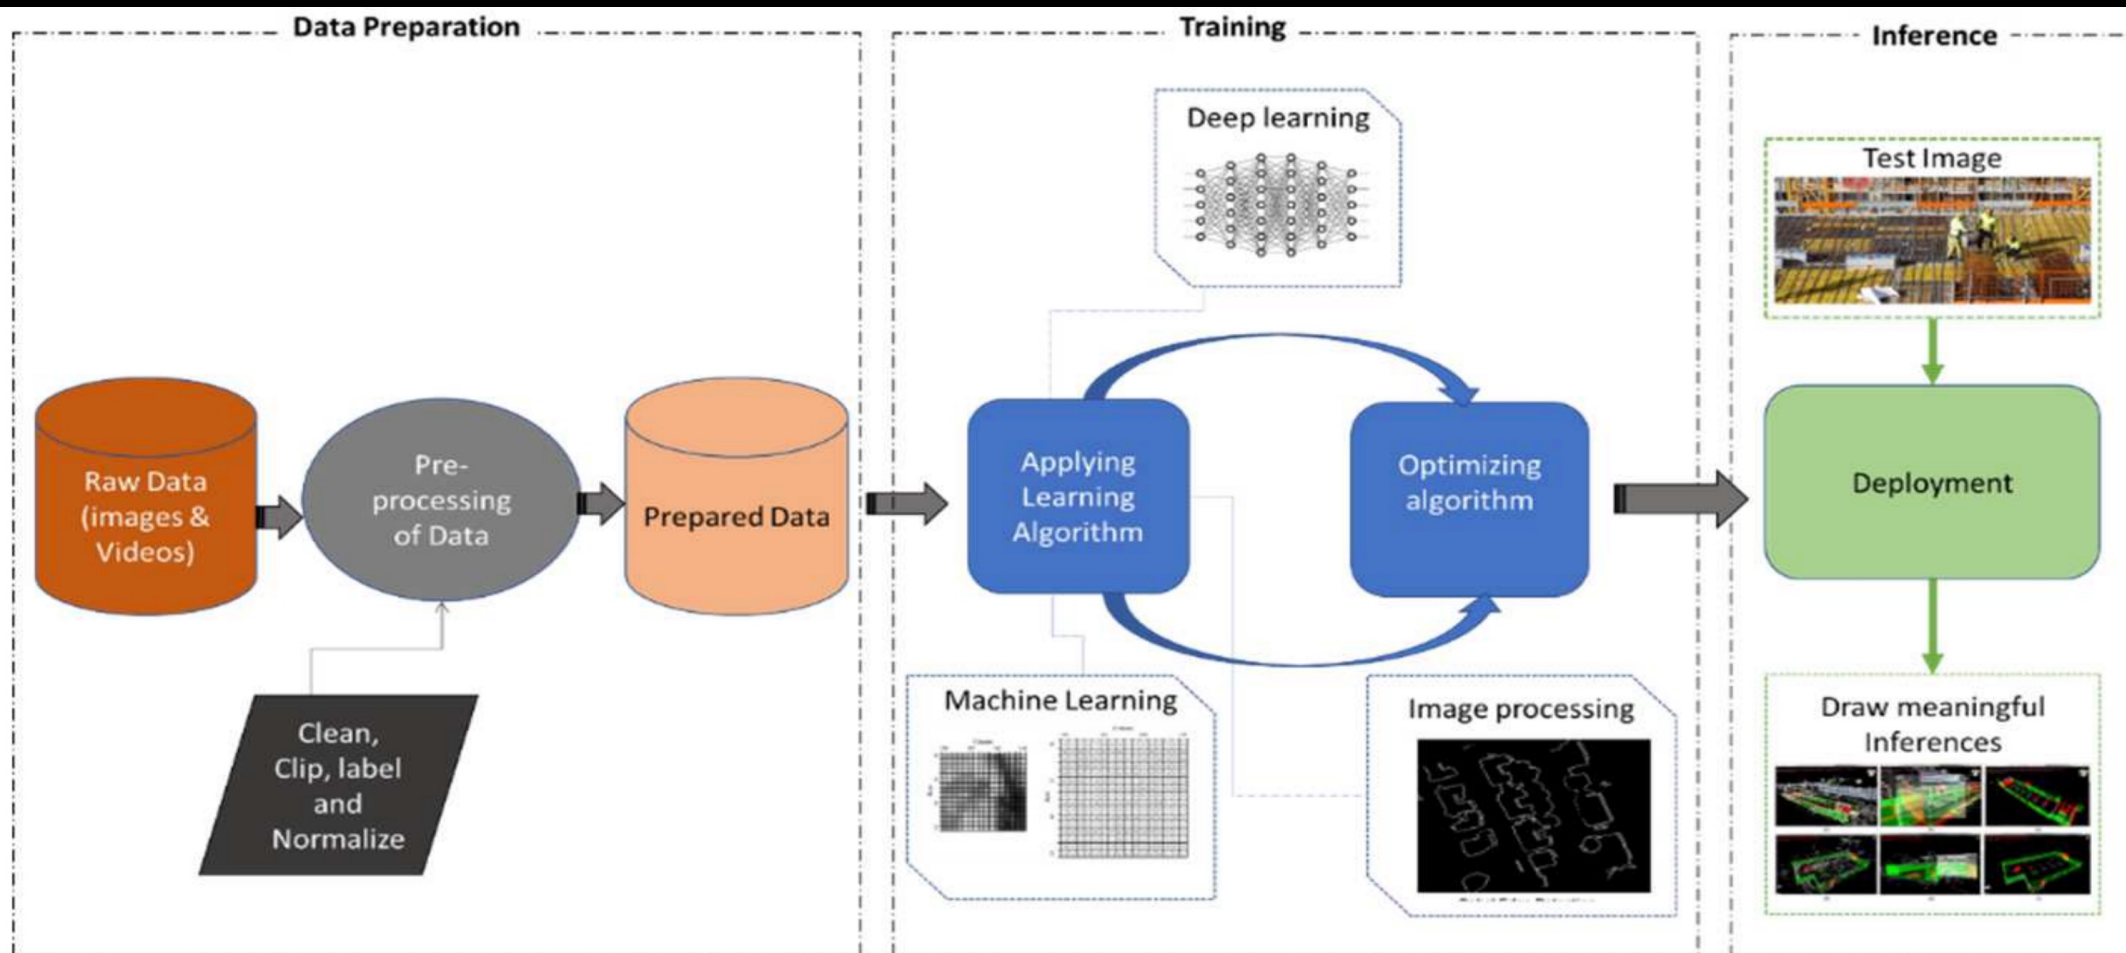 Data Preparation
Training
Inference
Deep learning
Test Image
Raw Data
(images &
Videos)
Pre-
processing
of Data
Prepared Data
Applying
Learning
Algorithm
Optimizing
algorithm
Deployment
Clean,
Clip, label
and
Normalize
Machine Learning
Image processing
Draw meaningful
Inferences